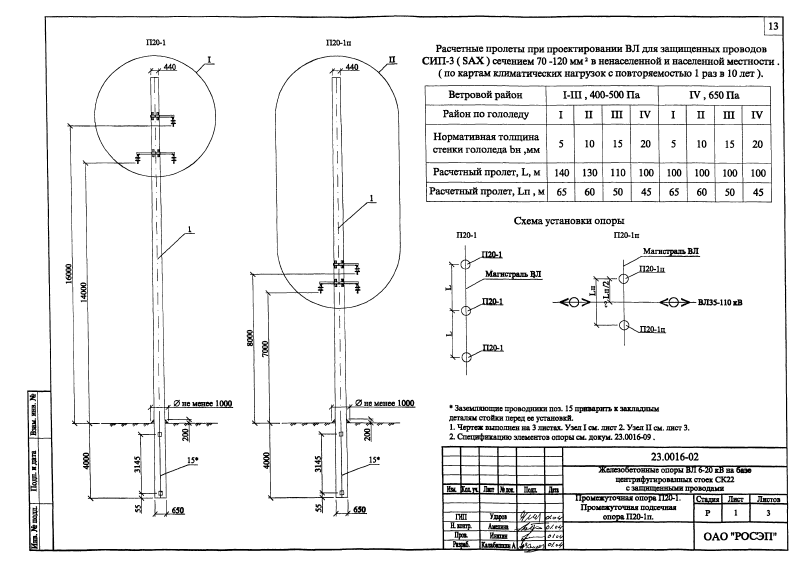 13
П20-1
440
I
16000
14000
1
Ø не менее 1000
200
4000
3145
55
15*
650
П20-1п
440
II
1
8000
7000
Ø не менее 1000
200
4000
3145
55
15*
650
Расчетные пролеты при проектировании ВЛ для защищенных проводов
СИП-3 ( SAX ) сечением 70 -120 мм² в ненаселенной и населенной местности .
( по картам климатических нагрузок с повторяемостью 1 раз в 10 лет ).
Ветровой район I-III , 400-500 Па IV , 650 Па
Район по гололеду I II III IV I II III IV
Нормативная толщина
стенки гололеда bн ,мм 5 10 15 20 5 10 15 20
Расчетный пролет, L, м 140 130 110 100 100 100 100 100
Расчетный пролет, Lп , м 65 60 50 45 65 60 50 45
Схема установки опоры
П20-1
П20-1
Магистраль ВЛ
L
П20-1
L
П20-1
П20-1п
Магистраль ВЛ
П20-1п
Lп
Lп/2
ВЛ35-110 кВ
П20-1п
* Заземляющие проводники поз. 15 приварить к закладным
деталям стойки перед ее установкй.
1. Чертеж выполнен на 3 листах. Узел I см. лист 2. Узел II см. лист 3.
2. Спецификацию элементов опоры см. докум. 23.0016-09 .
23.0016-02
Железобетонные опоры ВЛ 6-20 кВ на базе
центрифугированных стоек СК22
с защищенными проводами
Изм. Кол. уч. Лист № док. Подп. Дата
Промежуточная опора П20-1.
Промежуточная подсечная
опора П20-1п.
Стадия Лист Листов
Р 1 3
ГИП Ударов 01.04
Н. контр. Амелина 01.04
Пров. 01.04
Разраб. Калабашкин А 01.04
ОАО "РОСЭП"
Взам. инв. №
Подп. и дата
Инв. № подл.